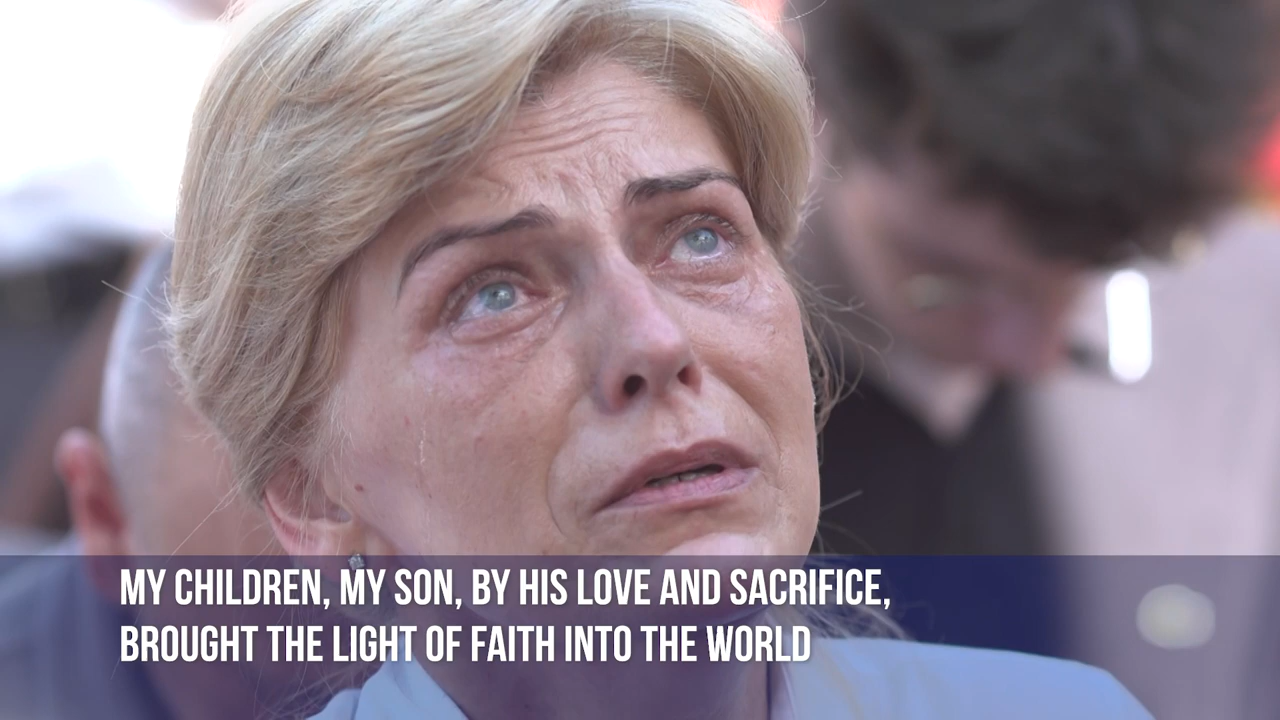 MY CHILDREN, MY SON, BY HIS LOVE AND SACRIFICE,
BROUGHT THE LIGHT OF FAITH INTO THE WORLD